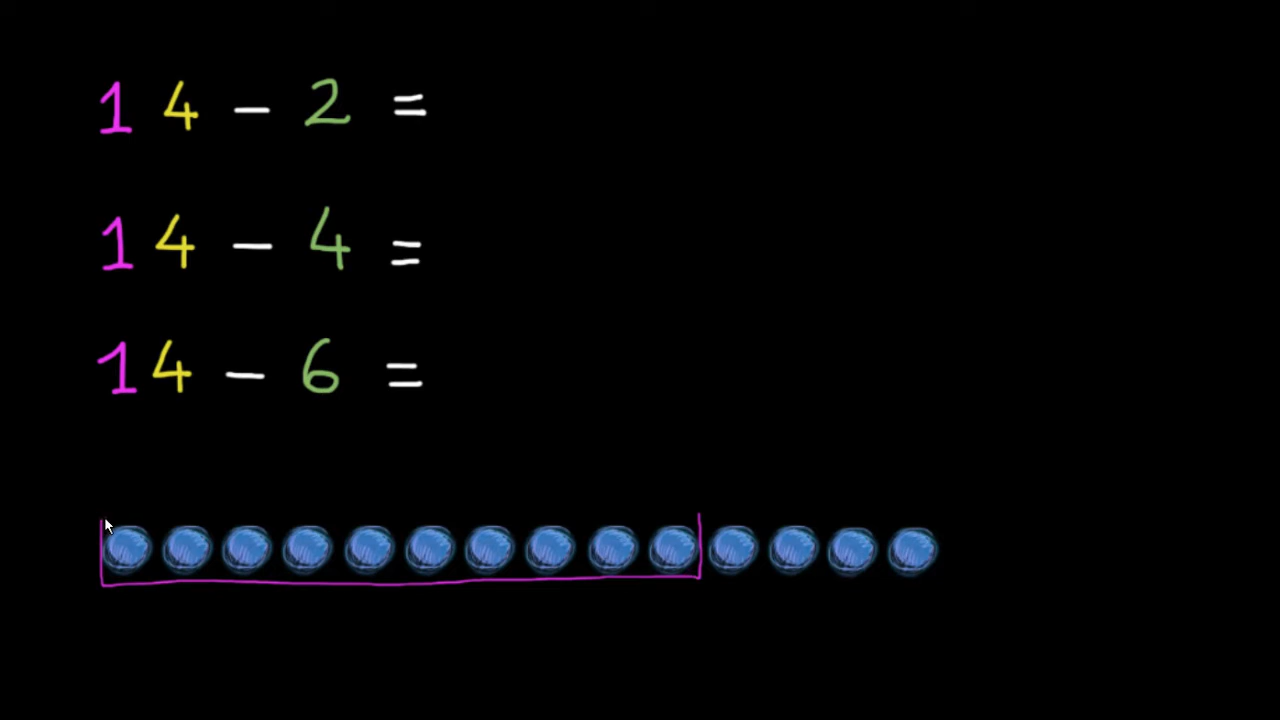 14 - 2 =
14 - 4 =
14 - 6 =